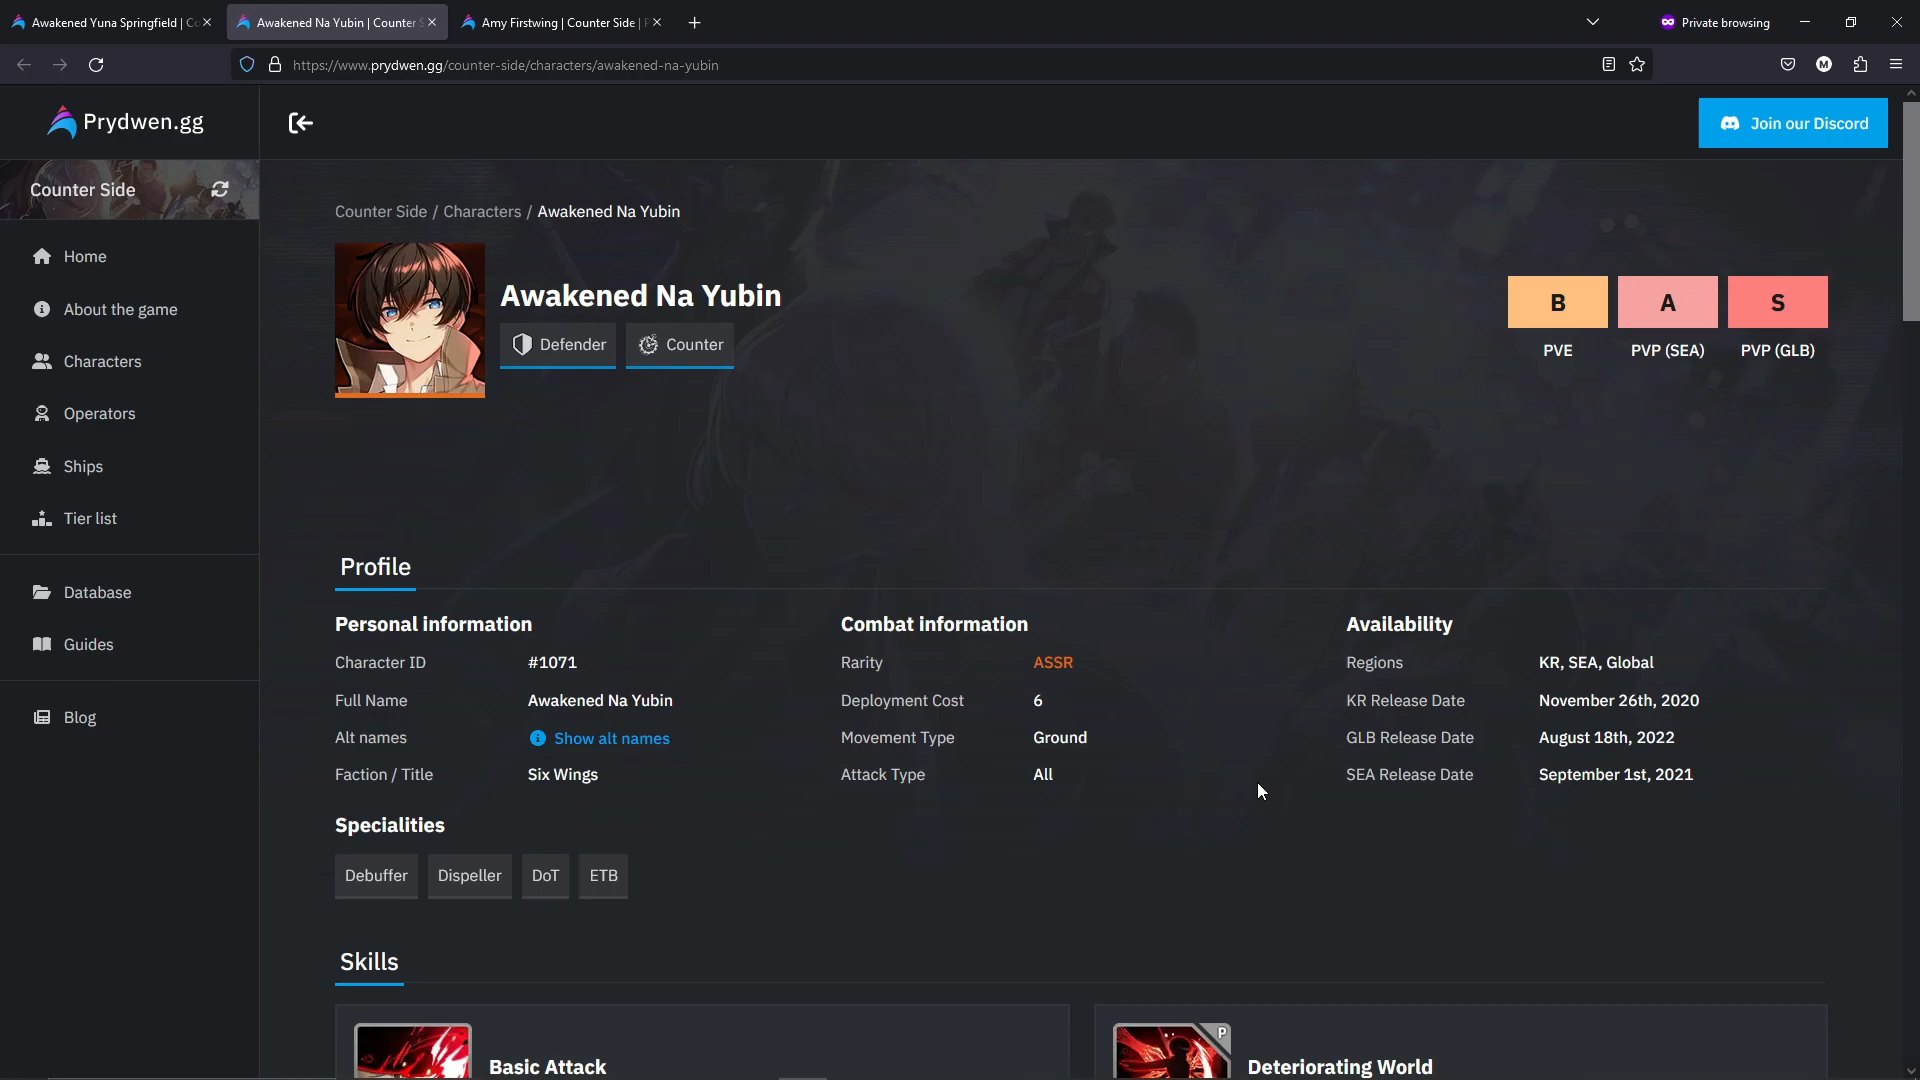 Awakened Yuna Springfield | Co
Awakened Na Yubin | Counter S
Amy Firstwing | Counter Side | P
Private browsing
https://www.prydwen.gg/counter-side/characters/awakened-na-yubin
M
Prydwen.gg
Join our Discord
Counter Side
Home
About the game
Characters
Operators
Ships
Tier list
Database
Guides
Blog
Counter Side / Characters / Awakened Na Yubin
Awakened Na Yubin
Defender
Counter
B
A
S
PVE
PVP (SEA)
PVP (GLB)
Profile
Personal information
Character ID #1071
Full Name Awakened Na Yubin
Alt names Show alt names
Faction / Title Six Wings
Combat information
Rarity ASSR
Deployment Cost 6
Movement Type Ground
Attack Type All
Availability
Regions KR, SEA, Global
KR Release Date November 26th, 2020
GLB Release Date August 18th, 2022
SEA Release Date September 1st, 2021
Specialities
Debuffer
Dispeller
DoT
ETB
Skills
Basic Attack
P
Deteriorating World